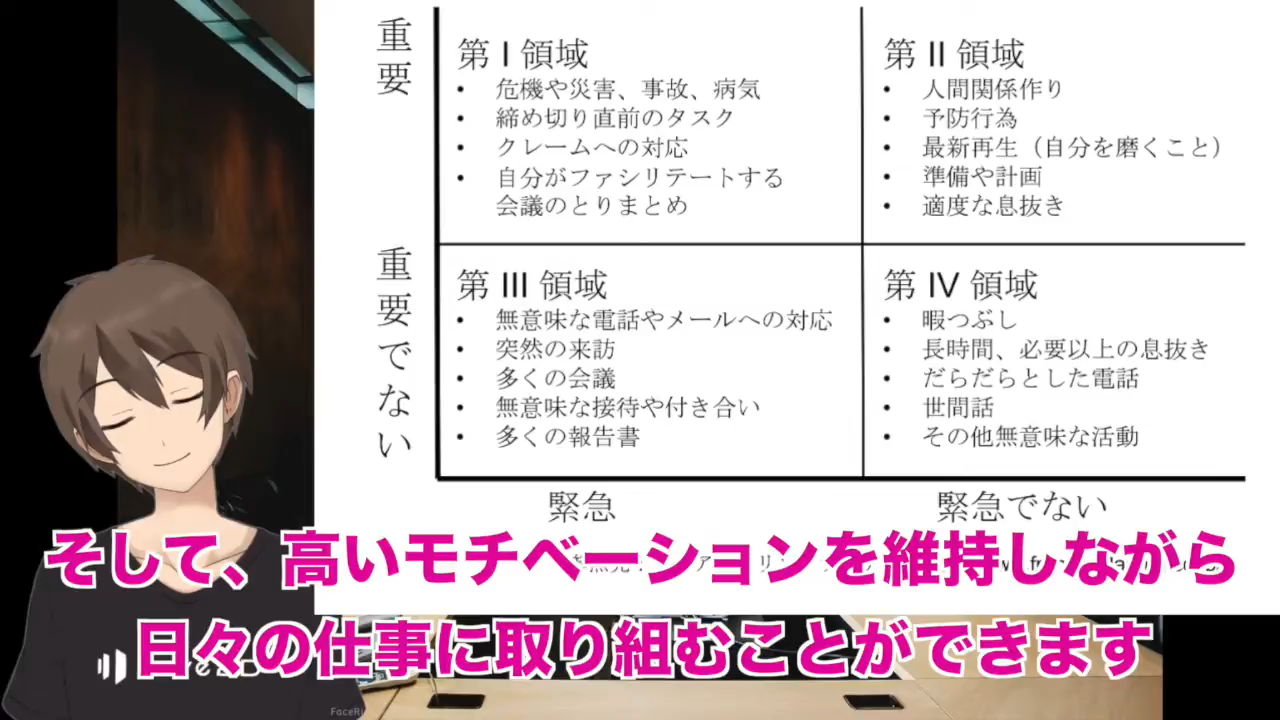 重要
第 I 領域
• 危機や災害、事故、病気
• 締め切り直前のタスク
• クレームへの対応
• 自分がファシリテートする
会議のとりまとめ
第 II 領域
• 人間関係作り
• 予防行為
• 最新再生（自分を磨くこと）
• 準備や計画
• 適度な息抜き
重要でない
第 III 領域
• 無意味な電話やメールへの対応
• 突然の来訪
• 多くの会議
• 無意味な接待や付き合い
• 多くの報告書
第 IV 領域
• 暇つぶし
• 長時間、必要以上の息抜き
• だらだらとした電話
• 世間話
• その他無意味な活動
緊急
緊急でない
そして、高いモチベーションを維持しながら
日々の仕事に取り組むことができます